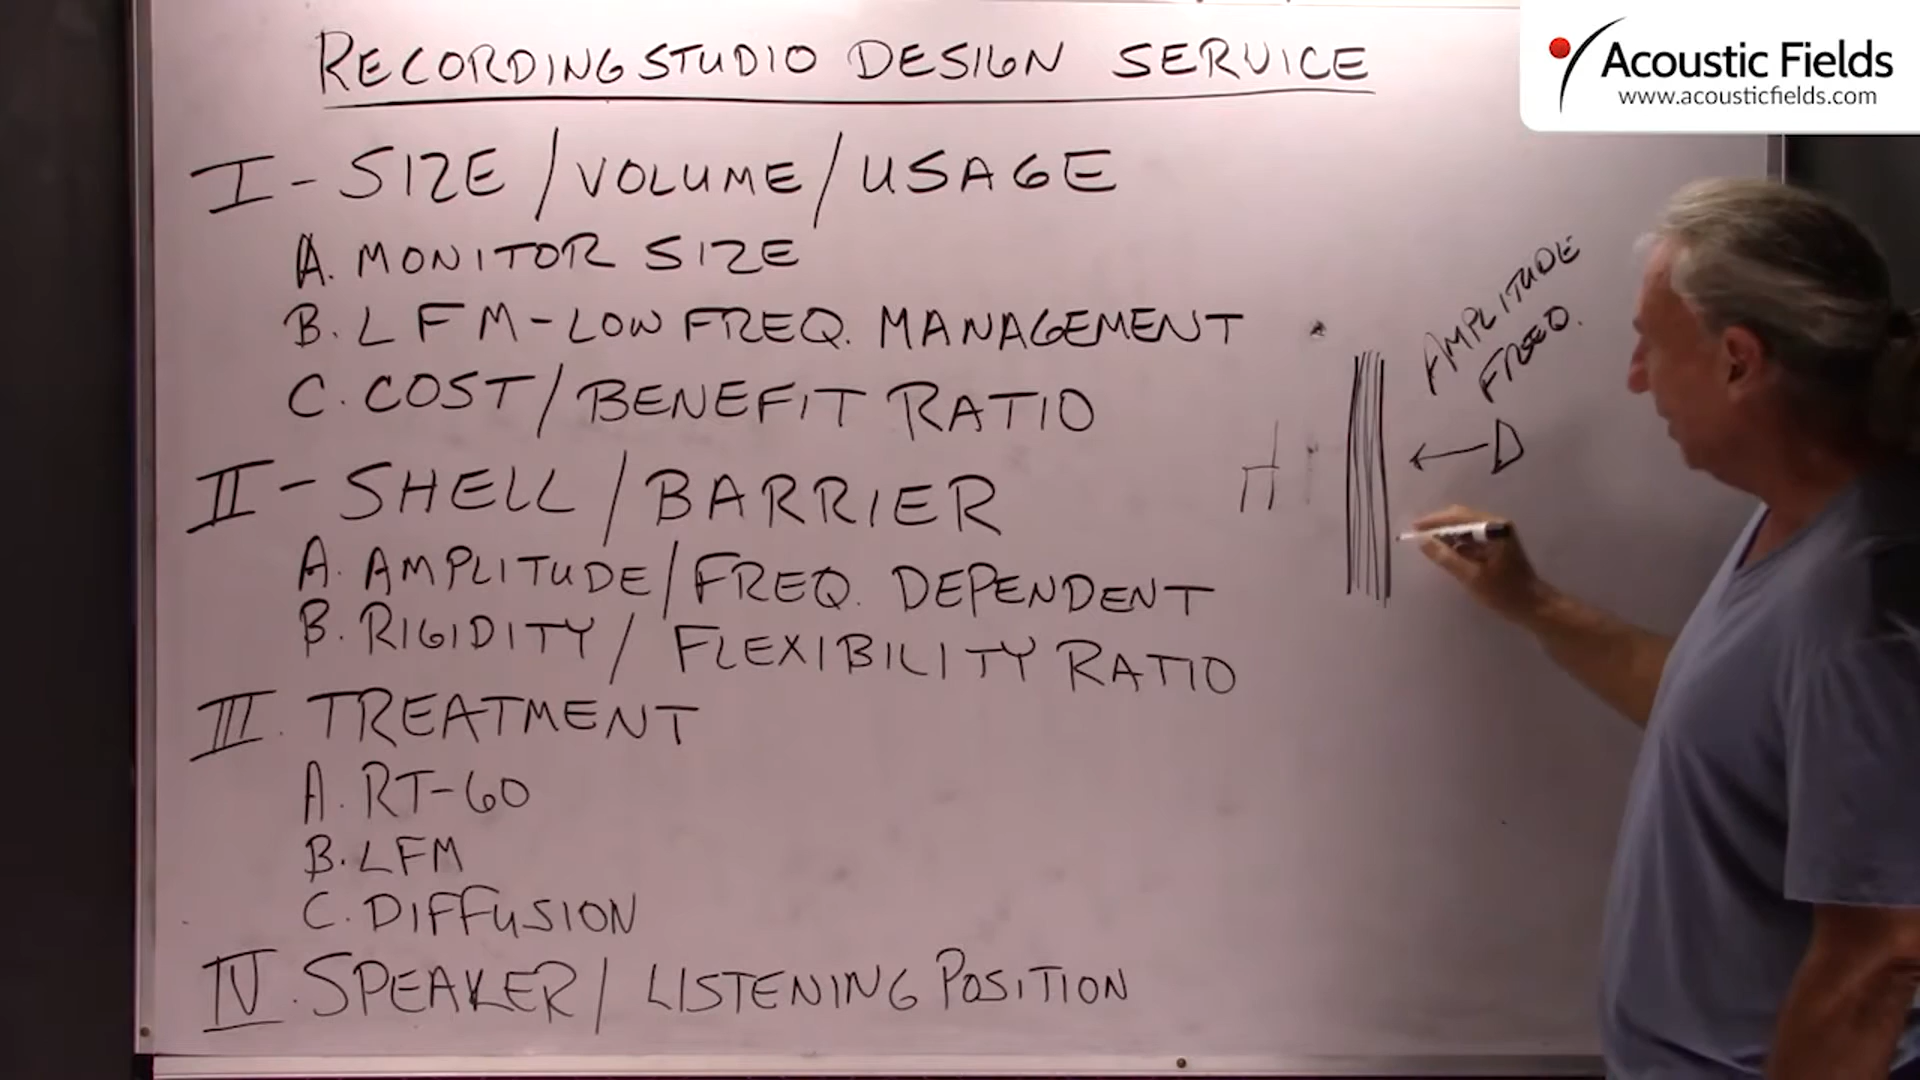 RECORDING STUDIO DESIGN SERVICE
I - SIZE / VOLUME / USAGE
A. MONITOR SIZE
B. LFM - LOW FREQ. MANAGEMENT
C. COST / BENEFIT RATIO
II - SHELL / BARRIER
A. AMPLITUDE / FREQ. DEPENDENT
B. RIGIDITY / FLEXIBILITY RATIO
III. TREATMENT
A. RT-60
B. LFM
C. DIFFUSION
IV. SPEAKER / LISTENING POSITION
AMPLITUDE
FREQ.
Acoustic Fields
www.acousticfields.com